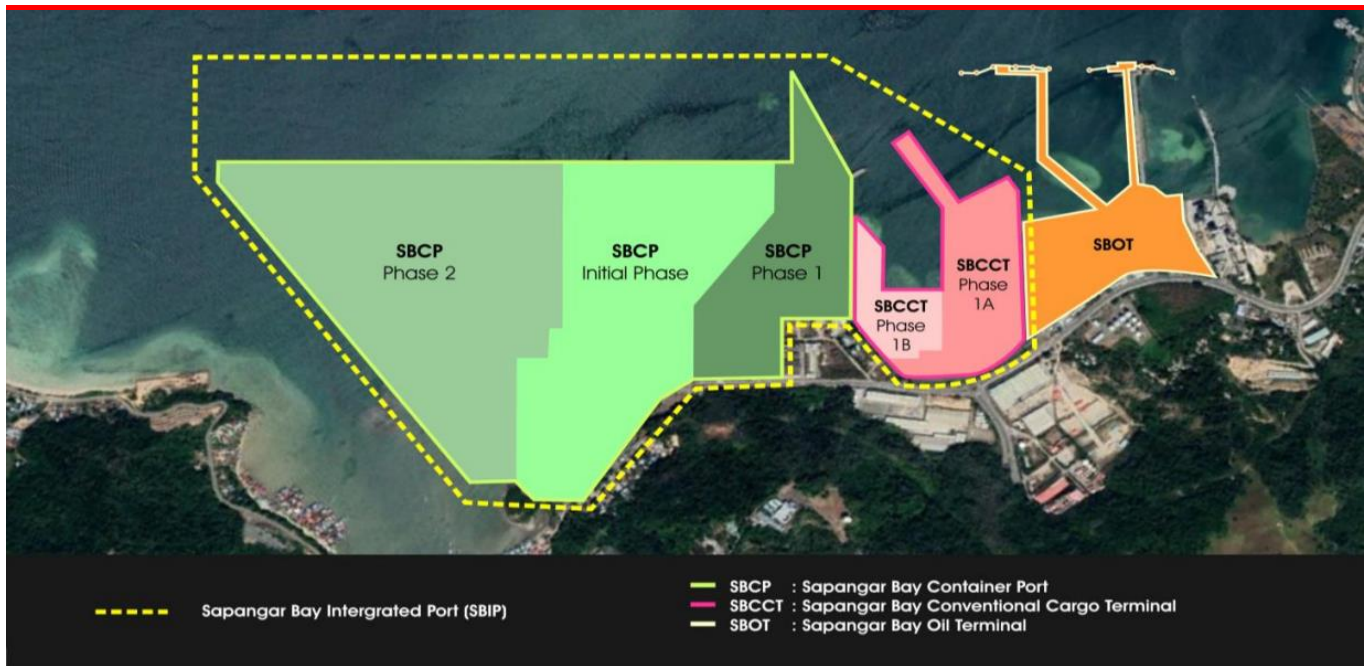 SBCP
Phase 2
SBCP
Initial Phase
SBCP
Phase 1
SBCCT
Phase
1B
SBCCT
Phase
1A
SBOT
Sapangar Bay Intergrated Port (SBIP)
SBCP : Sapangar Bay Container Port
SBCCT : Sapangar Bay Conventional Cargo Terminal
SBOT : Sapangar Bay Oil Terminal